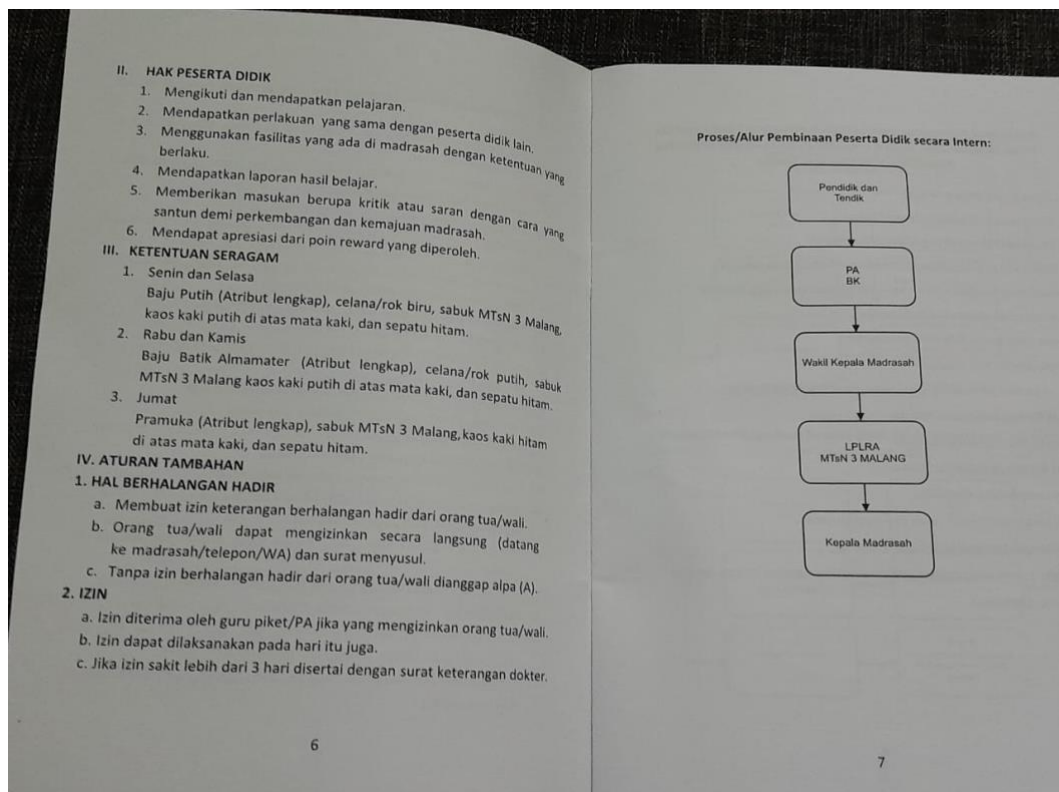 II. HAK PESERTA DIDIK
1. Mengikuti dan mendapatkan pelajaran.
2. Mendapatkan perlakuan yang sama dengan peserta didik lain.
3. Menggunakan fasilitas yang ada di madrasah dengan ketentuan yang
berlaku.
4. Mendapatkan laporan hasil belajar.
5. Memberikan masukan berupa kritik atau saran dengan cara yang
santun demi perkembangan dan kemajuan madrasah.
6. Mendapat apresiasi dari poin reward yang diperoleh.
III. KETENTUAN SERAGAM
1. Senin dan Selasa
Baju Putih (Atribut lengkap), celana/rok biru, sabuk MTsN 3 Malang,
kaos kaki putih di atas mata kaki, dan sepatu hitam.
2. Rabu dan Kamis
Baju Batik Almamater (Atribut lengkap), celana/rok putih, sabuk
MTsN 3 Malang kaos kaki putih di atas mata kaki, dan sepatu hitam.
3. Jumat
Pramuka (Atribut lengkap), sabuk MTsN 3 Malang, kaos kaki hitam
di atas mata kaki, dan sepatu hitam.
IV. ATURAN TAMBAHAN
1. HAL BERHALANGAN HADIR
a. Membuat izin keterangan berhalangan hadir dari orang tua/wali.
b. Orang tua/wali dapat mengizinkan secara langsung (datang
ke madrasah/telepon/WA) dan surat menyusul.
c. Tanpa izin berhalangan hadir dari orang tua/wali dianggap alpa (A).
2. IZIN
a. Izin diterima oleh guru piket/PA jika yang mengizinkan orang tua/wali.
b. Izin dapat dilaksanakan pada hari itu juga.
c. Jika izin sakit lebih dari 3 hari disertai dengan surat keterangan dokter.
6
Proses/Alur Pembinaan Peserta Didik secara Intern:
Pendidik dan
Tendik
PA
BK
Wakil Kepala Madrasah
LPLRA
MTsN 3 MALANG
Kepala Madrasah
7